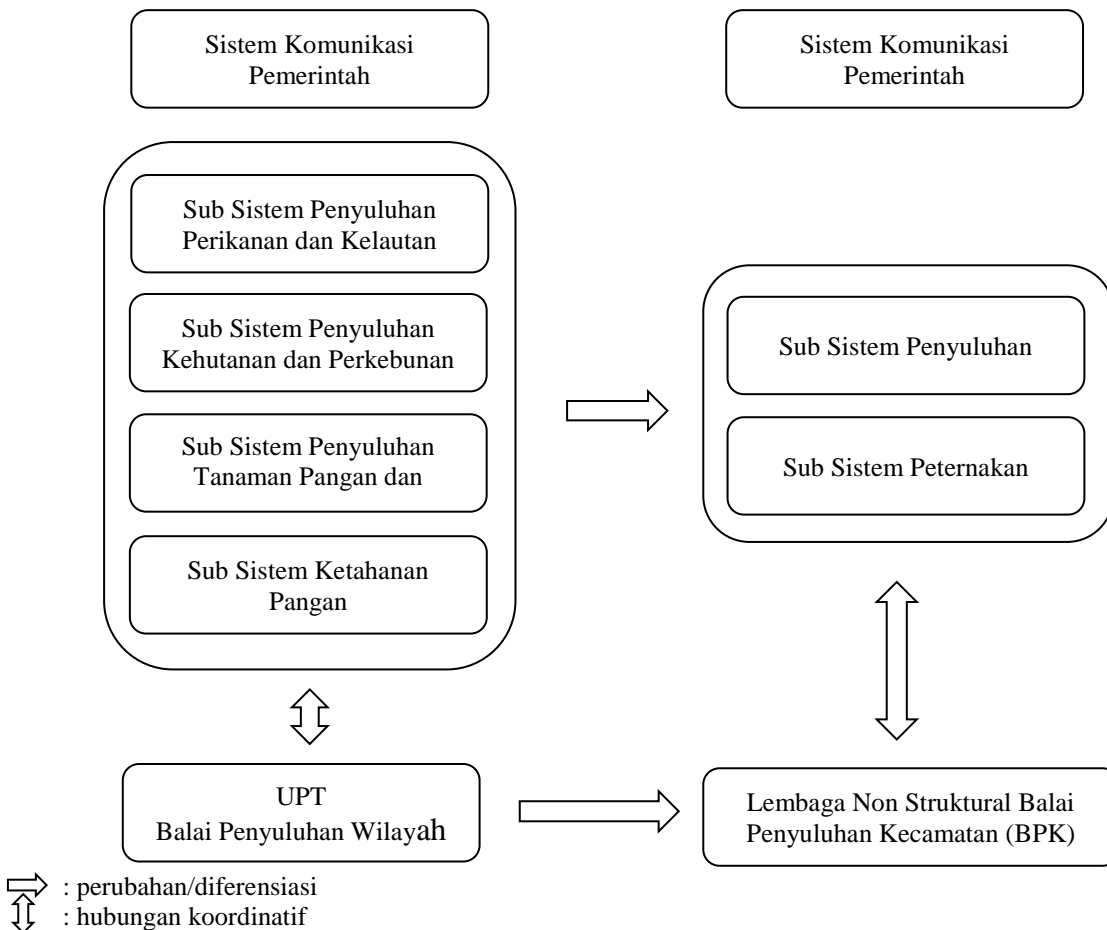 Sistem Komunikasi
Pemerintah
Sistem Komunikasi
Pemerintah
Sub Sistem Penyuluhan
Perikanan dan Kelautan
Sub Sistem Penyuluhan
Kehutanan dan Perkebunan
Sub Sistem Penyuluhan
Tanaman Pangan dan
Sub Sistem Ketahanan
Pangan
Sub Sistem Penyuluhan
Sub Sistem Peternakan
UPT
Balai Penyuluhan Wilayah
Lembaga Non Struktural Balai
Penyuluhan Kecamatan (BPK)
: perubahan/diferensiasi
: hubungan koordinatif